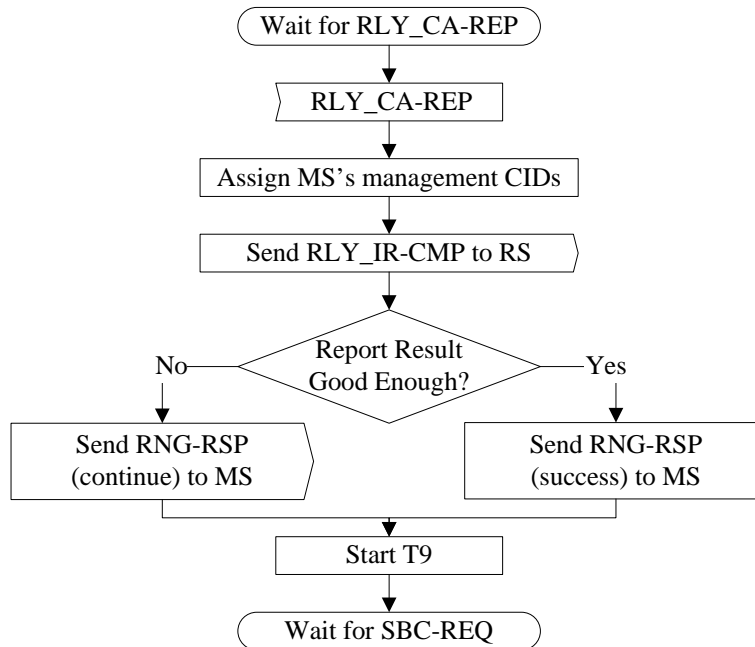 Wait for RLY_CA-REP
RLY_CA-REP
Assign MS's management CIDs
Send RLY_IR-CMP to RS
Report Result
Good Enough?
No
Yes
Send RNG-RSP
(continue) to MS
Send RNG-RSP
(success) to MS
Start T9
Wait for SBC-REQ